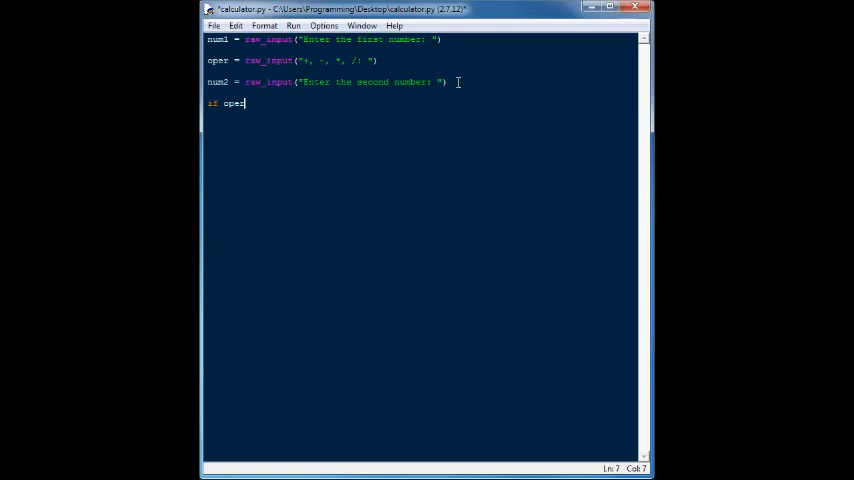 *calculator.py - C:\Users\Programming\Desktop\calculator.py (2.7.12)*
File Edit Format Run Options Window Help
num1 = raw_input("Enter the first number: ")
oper = raw_input("+, -, *, /: ")
num2 = raw_input("Enter the second number: ")
if oper
Ln: 7 Col: 7